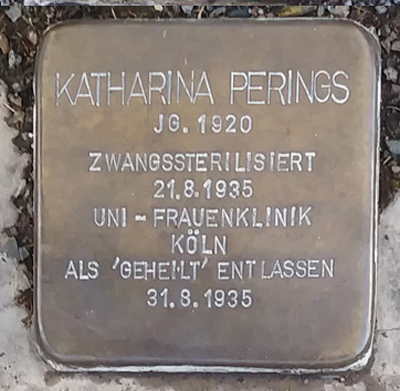 KATHARINA PERINGS
JG. 1920
ZWANGSSTERILISIERT
21.8.1935
UNI - FRAUENKLINIK
KÖLN
ALS 'GEHEILT' ENTLASSEN
31.8.1935